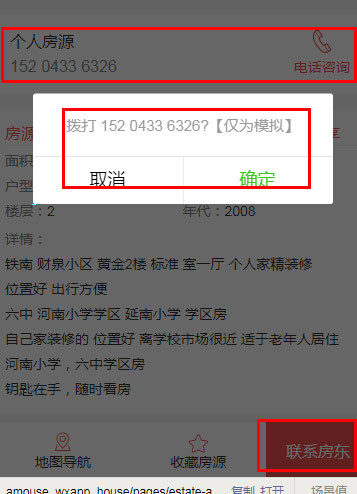 个人房源
152 0433 6326
电话咨询
拨打 152 0433 6326?【仅为模拟】
取消
确定
房源
享
面积
户型
楼层：2
年代：2008
详情：
铁南 财泉小区 黄金2楼 标准 室一厅 个人家精装修
位置好 出行方便
六中 河南小学学区 延南小学 学区房
自己家装修的 位置好 离学校市场很近 适于老年人居住
河南小学，六中学区房
钥匙在手，随时看房
地图导航
收藏房源
联系房东
amouse_wxapp_house/pages/estate-a
复制 打开
场景值